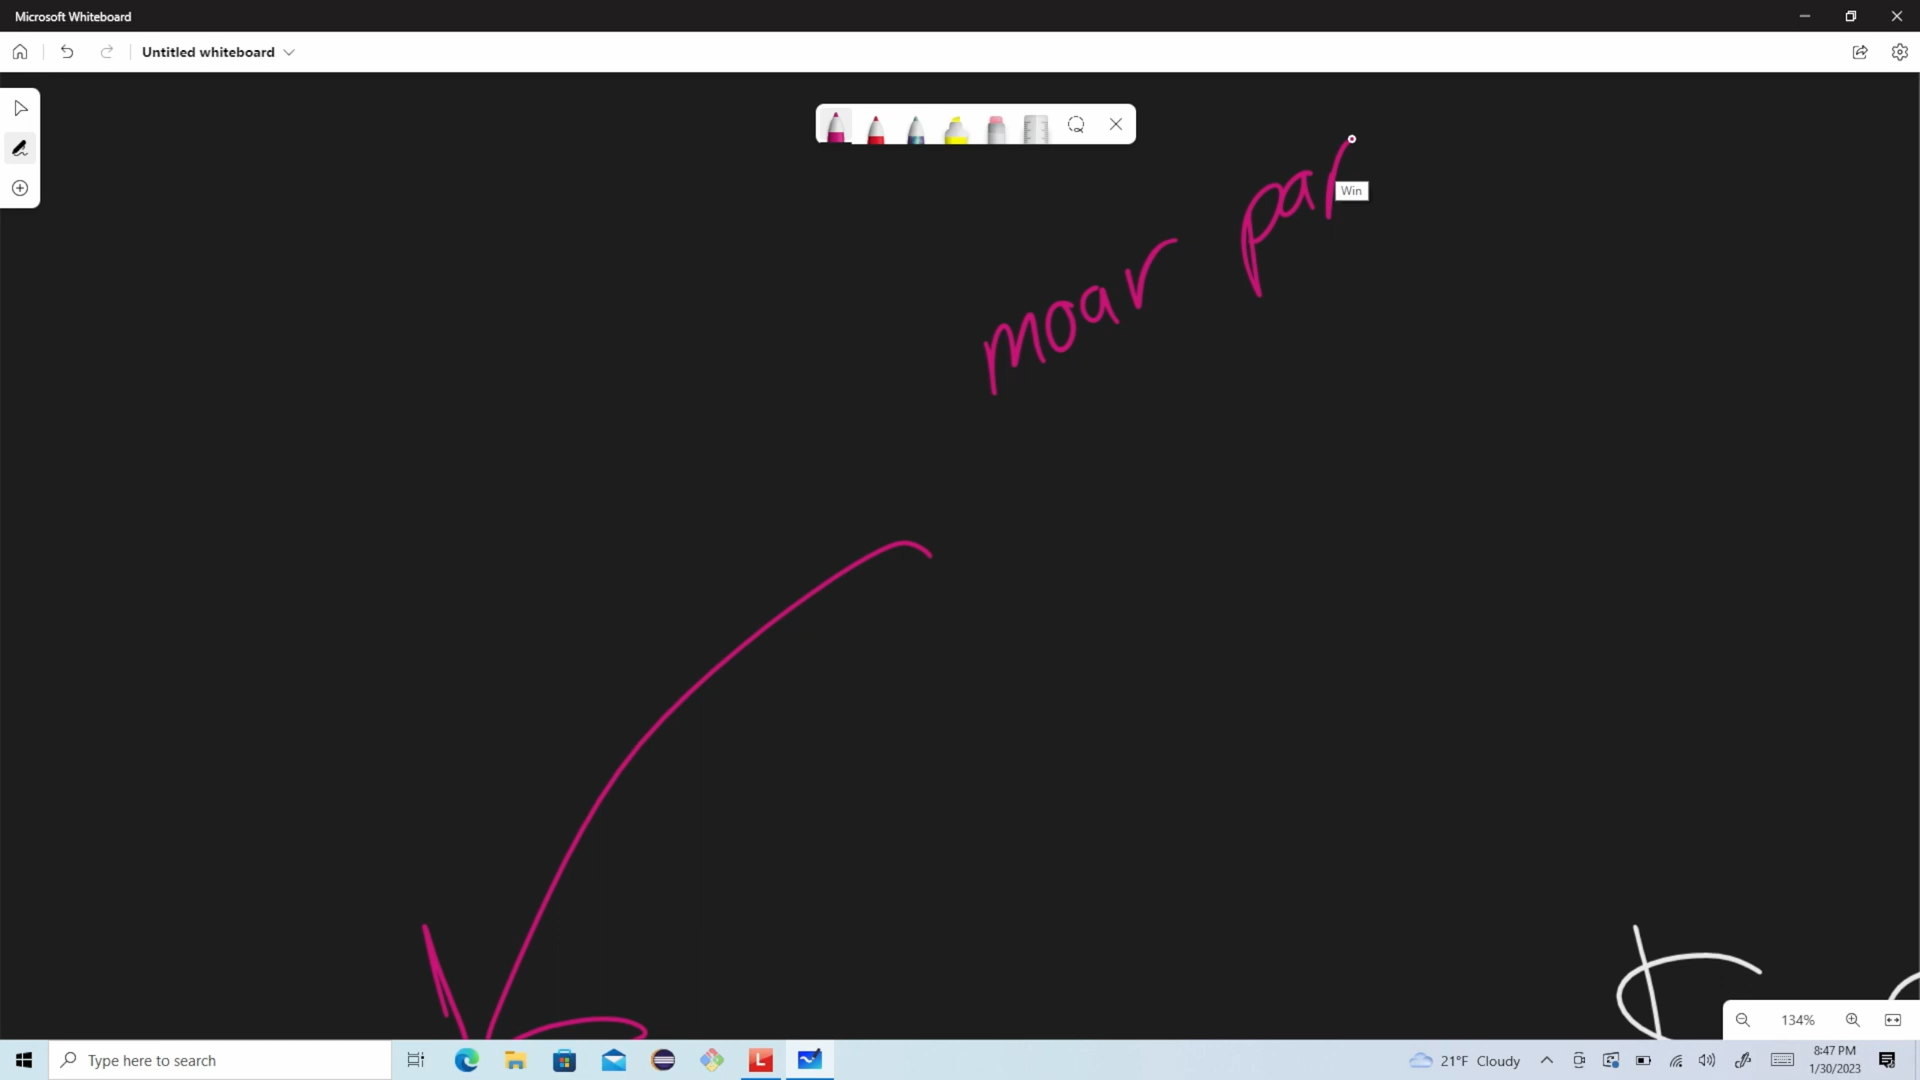 Microsoft Whiteboard
Untitled whiteboard
moar par
Win
134%
Type here to search
L
21°F Cloudy
8:47 PM
1/30/2023